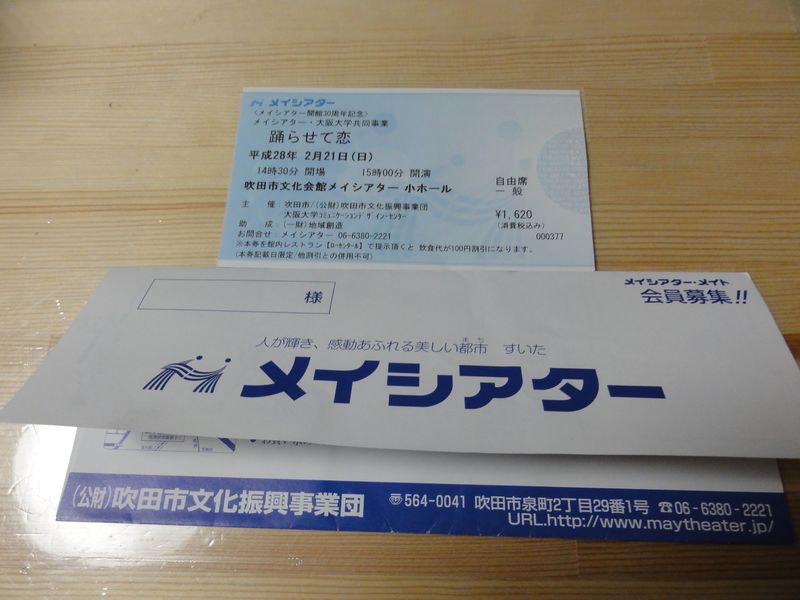 メイシアター
〈メイシアター開館30周年記念〉
メイシアター・大阪大学共同事業
踊らせて恋
平成28年 2月21日(日)
14時30分 開場 15時00分 開演
吹田市文化会館メイシアター 小ホール
自由席
一般
主 催:吹田市/(公財)吹田市文化振興事業団
大阪大学コミュニケーションデザイン・センター
¥1,620
(消費税込み)
助 成:(一財)地域創造
お問合せ:メイシアター 06-6380-2221
000377
※本券を館内レストラン【ローゼンタール】で提示頂くと 飲食代が100円割引になります。
(本券記載日限定/他割引との併用不可)
メイシアター・メイト
会員募集!!
様
人が輝き、感動あふれる美しい都市 すいた
まち
メイシアター
(公財)吹田市文化振興事業団
〒564-0041 吹田市泉町2丁目29番1号 ☎06-6380-2221
URL.http://www.maytheater.jp/